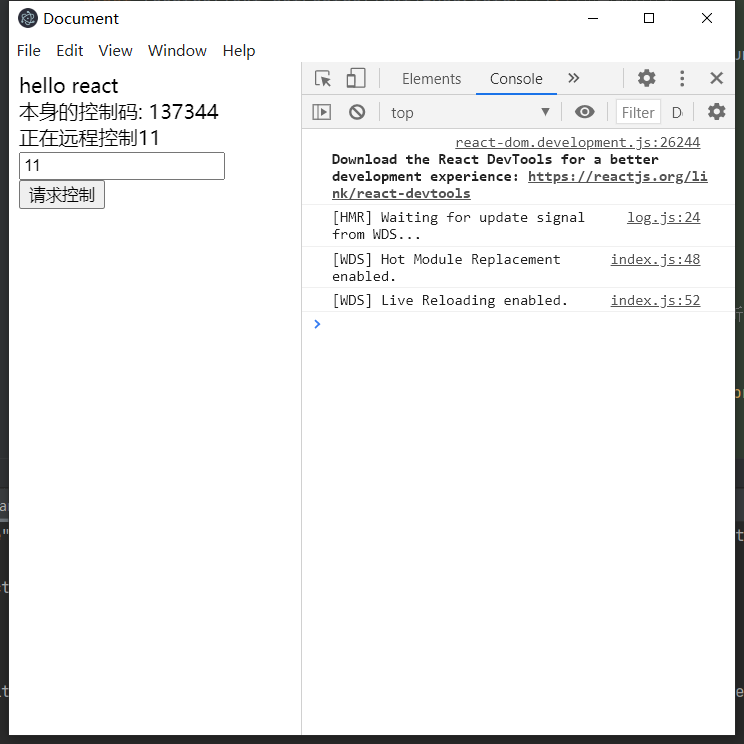 Document
File Edit View Window Help
hello react
本身的控制码: 137344
正在远程控制11
11
请求控制
Elements Console »
top Filter
react-dom.development.js:26244
Download the React DevTools for a better
development experience: https://reactjs.org/li
nk/react-devtools
[HMR] Waiting for update signal log.js:24
from WDS...
[WDS] Hot Module Replacement index.js:48
enabled.
[WDS] Live Reloading enabled. index.js:52